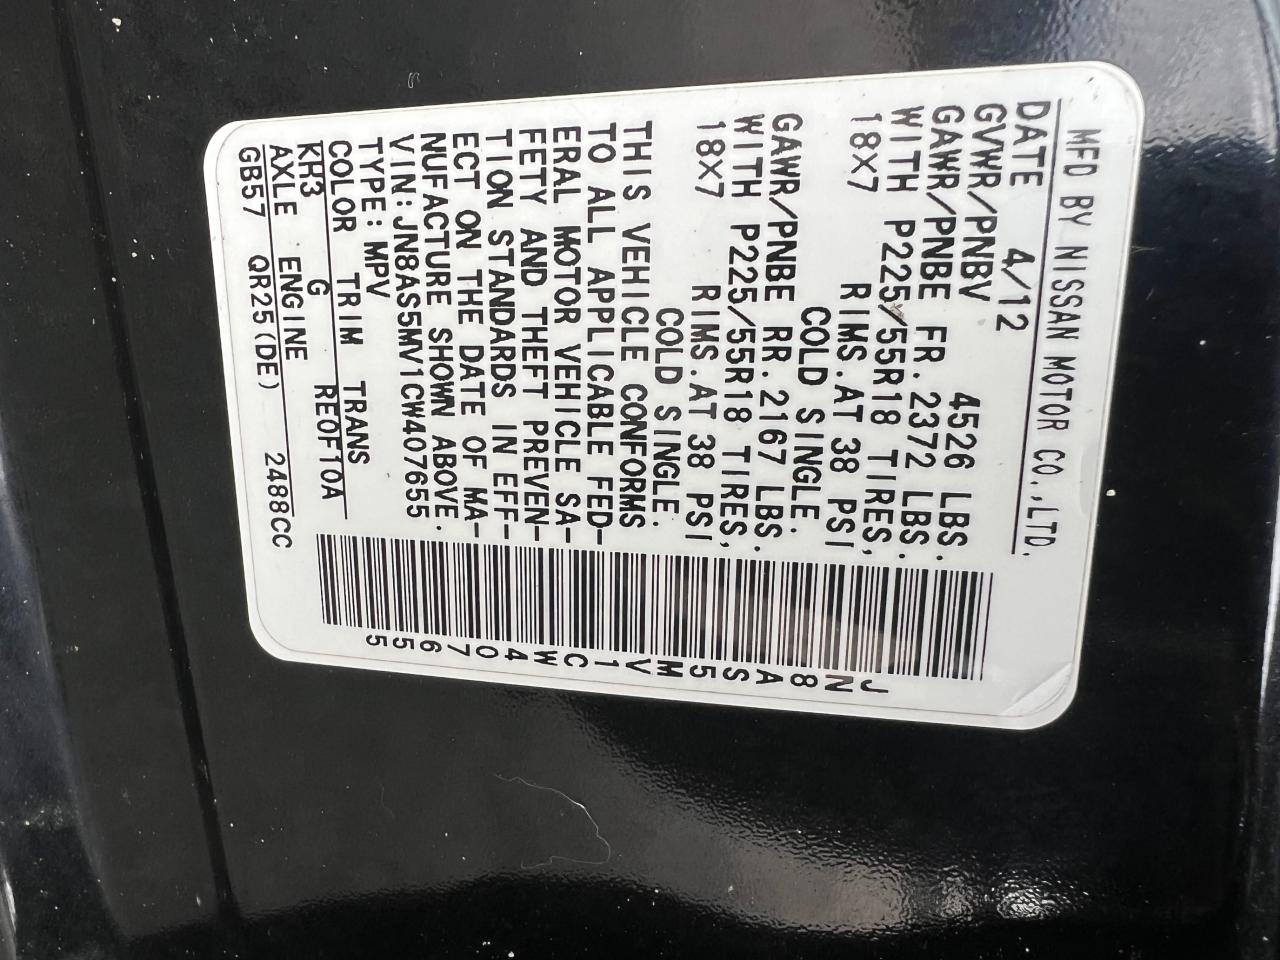 MFD BY NISSAN MOTOR CO.,LTD.
DATE 4/12
GVWR/PNBV 4526 LBS.
GAWR/PNBE FR.2372 LBS.
WITH P225/55R18 TIRES,
18X7 RIMS.AT 38 PSI
COLD SINGLE.
GAWR/PNBE RR.2167 LBS.
WITH P225/55R18 TIRES,
18X7 RIMS.AT 38 PSI
COLD SINGLE.
THIS VEHICLE CONFORMS
TO ALL APPLICABLE FED-
ERAL MOTOR VEHICLE SA-
FETY AND THEFT PREVEN-
TION STANDARDS IN EFF-
ECT ON THE DATE OF MA-
NUFACTURE SHOWN ABOVE.
VIN:JN8AS5MV1CW407655
TYPE:MPV
COLOR TRIM TRANS
KH3 G RE0F10A
AXLE ENGINE
GB57 QR25(DE) 2488CC
JN8AS5MV1CW407655